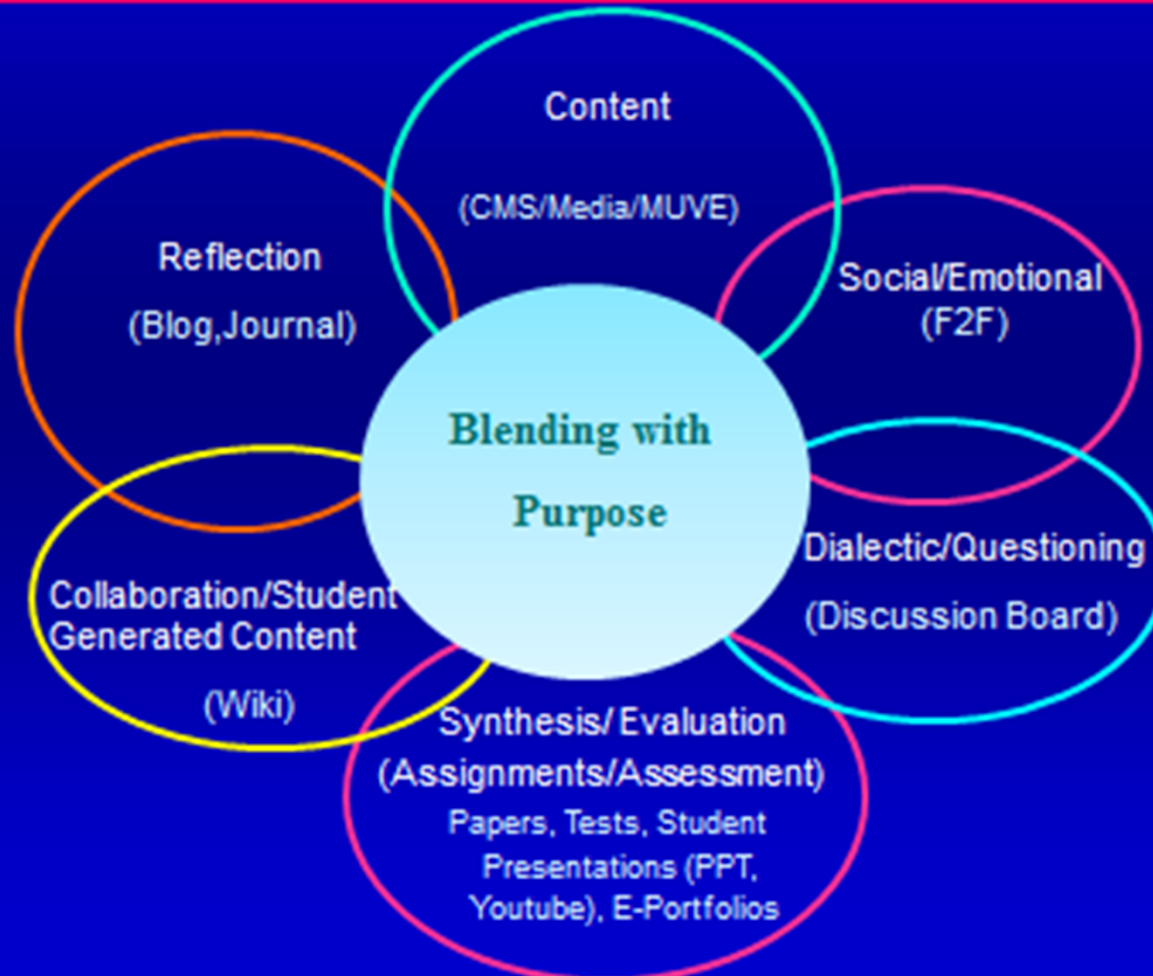 Content
(CMS/Media/MUVE)
Reflection
(Blog,Journal)
Social/Emotional
(F2F)
Blending with
Purpose
Dialectic/Questioning
(Discussion Board)
Collaboration/Student
Generated Content
(Wiki)
Synthesis/ Evaluation
(Assignments/Assessment)
Papers, Tests, Student
Presentations (PPT,
Youtube), E-Portfolios